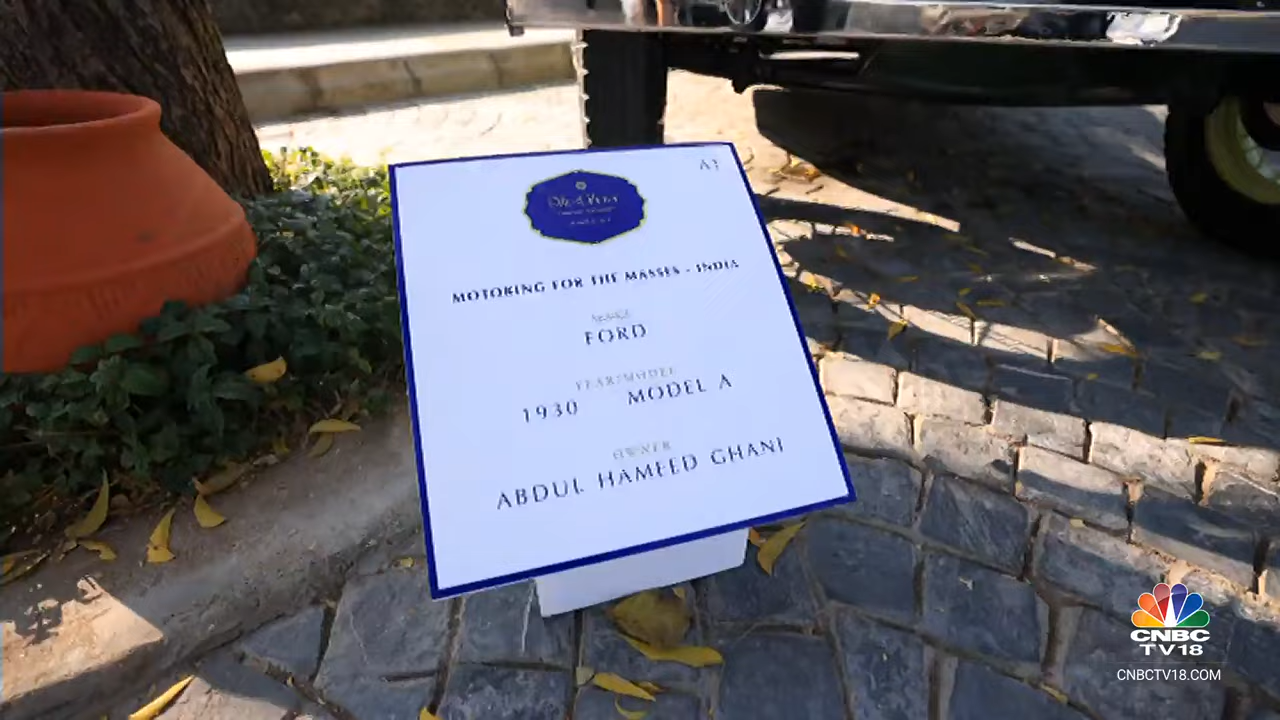 A1
MOTORING FOR THE MASSES - INDIA
MAKE
FORD
YEAR/MODEL
1930 MODEL A
OWNER
ABDUL HAMEED GHANI
CNBC
TV18
CNBCTV18.COM